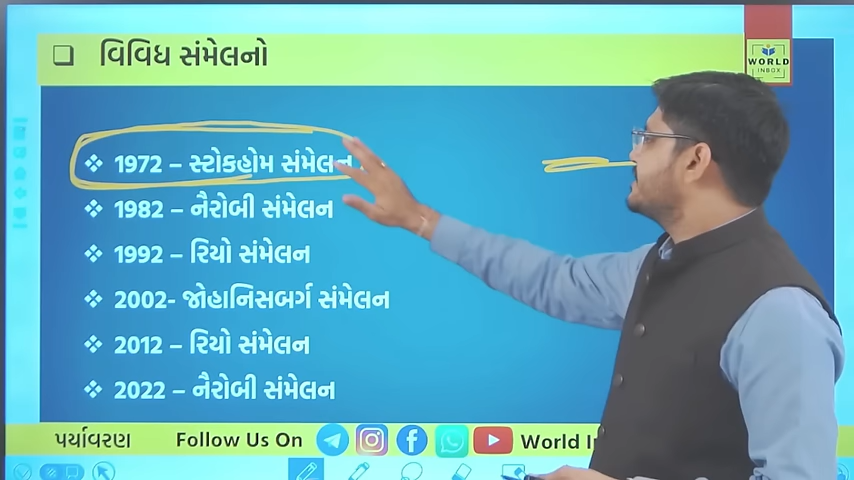 વિવિધ સંમેલનો
WORLD
INBOX
1972 – સ્ટોકહોમ સંમેલન
1982 – નૈરોબી સંમેલન
1992 – રિયો સંમેલન
2002- જોહાનિસબર્ગ સંમેલન
2012 – રિયો સંમેલન
2022 – નૈરોબી સંમેલન
પર્યાવરણ Follow Us On World